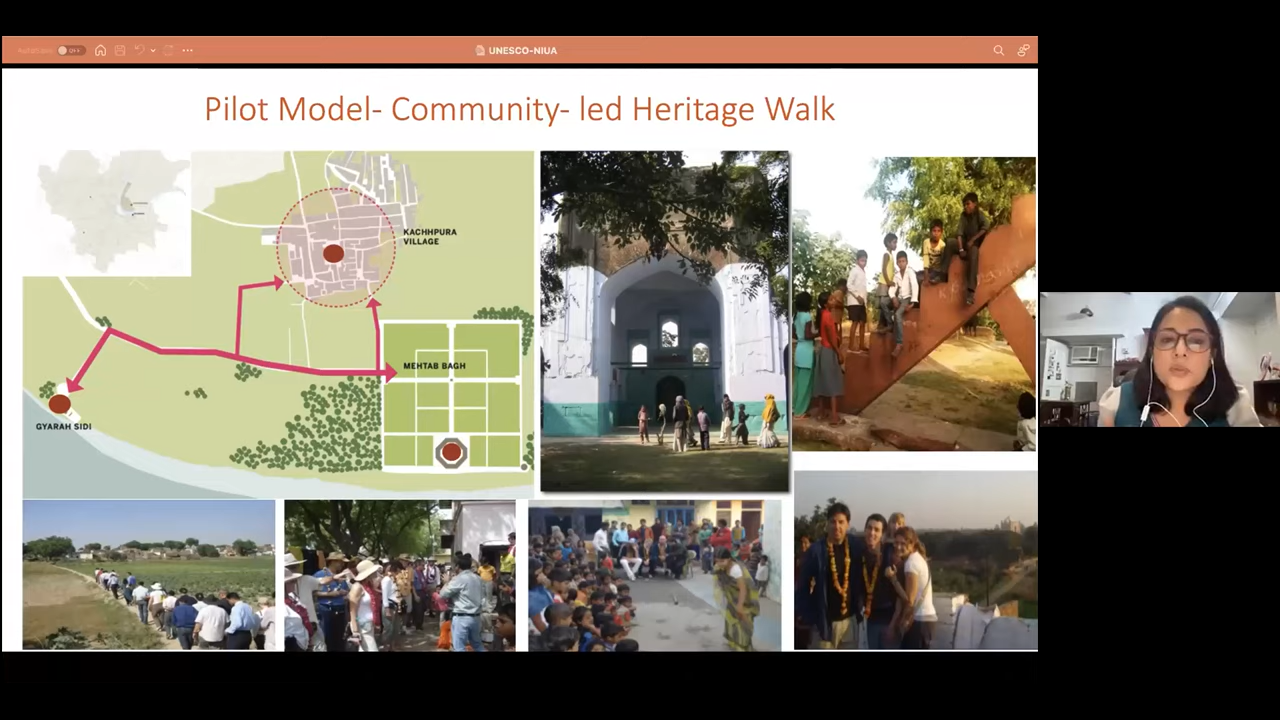 UNESCO-NIUA
Pilot Model- Community- led Heritage Walk
KACHHPURA
VILLAGE
MEHTAB BAGH
GYARAH SIDI